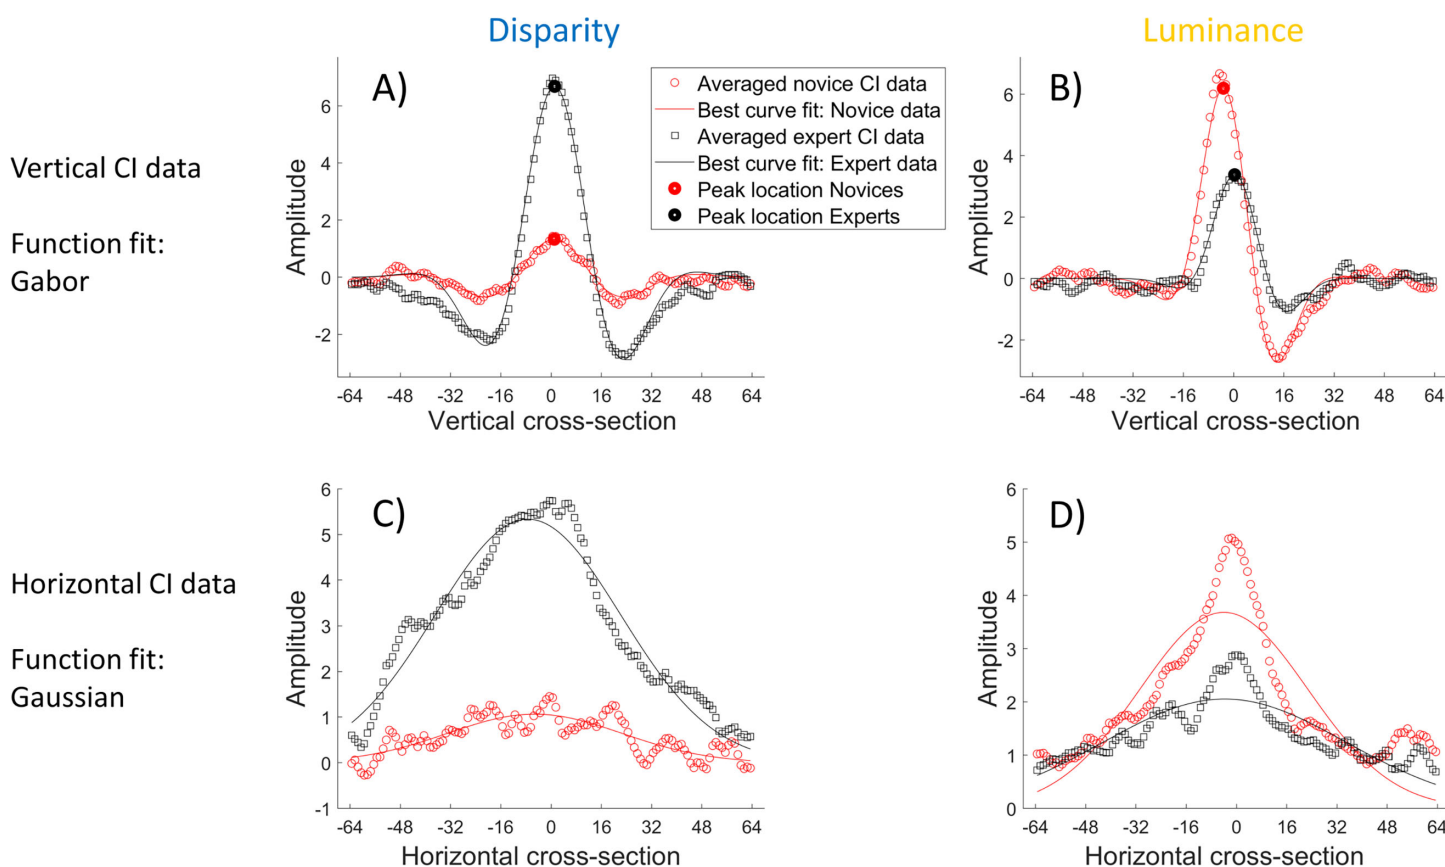 Disparity
Luminance
Vertical CI data
Function fit:
Gabor
A)
Amplitude
6
4
2
0
-2
-64 -48 -32 -16 0 16 32 48 64
Vertical cross-section
Averaged novice CI data
Best curve fit: Novice data
Averaged expert CI data
Best curve fit: Expert data
Peak location Novices
Peak location Experts
B)
Amplitude
6
4
2
0
-2
-64 -48 -32 -16 0 16 32 48 64
Vertical cross-section
Horizontal CI data
Function fit:
Gaussian
C)
Amplitude
6
5
4
3
2
1
0
-1
-64 -48 -32 -16 0 16 32 48 64
Horizontal cross-section
D)
Amplitude
6
5
4
3
2
1
0
-64 -48 -32 -16 0 16 32 48 64
Horizontal cross-section